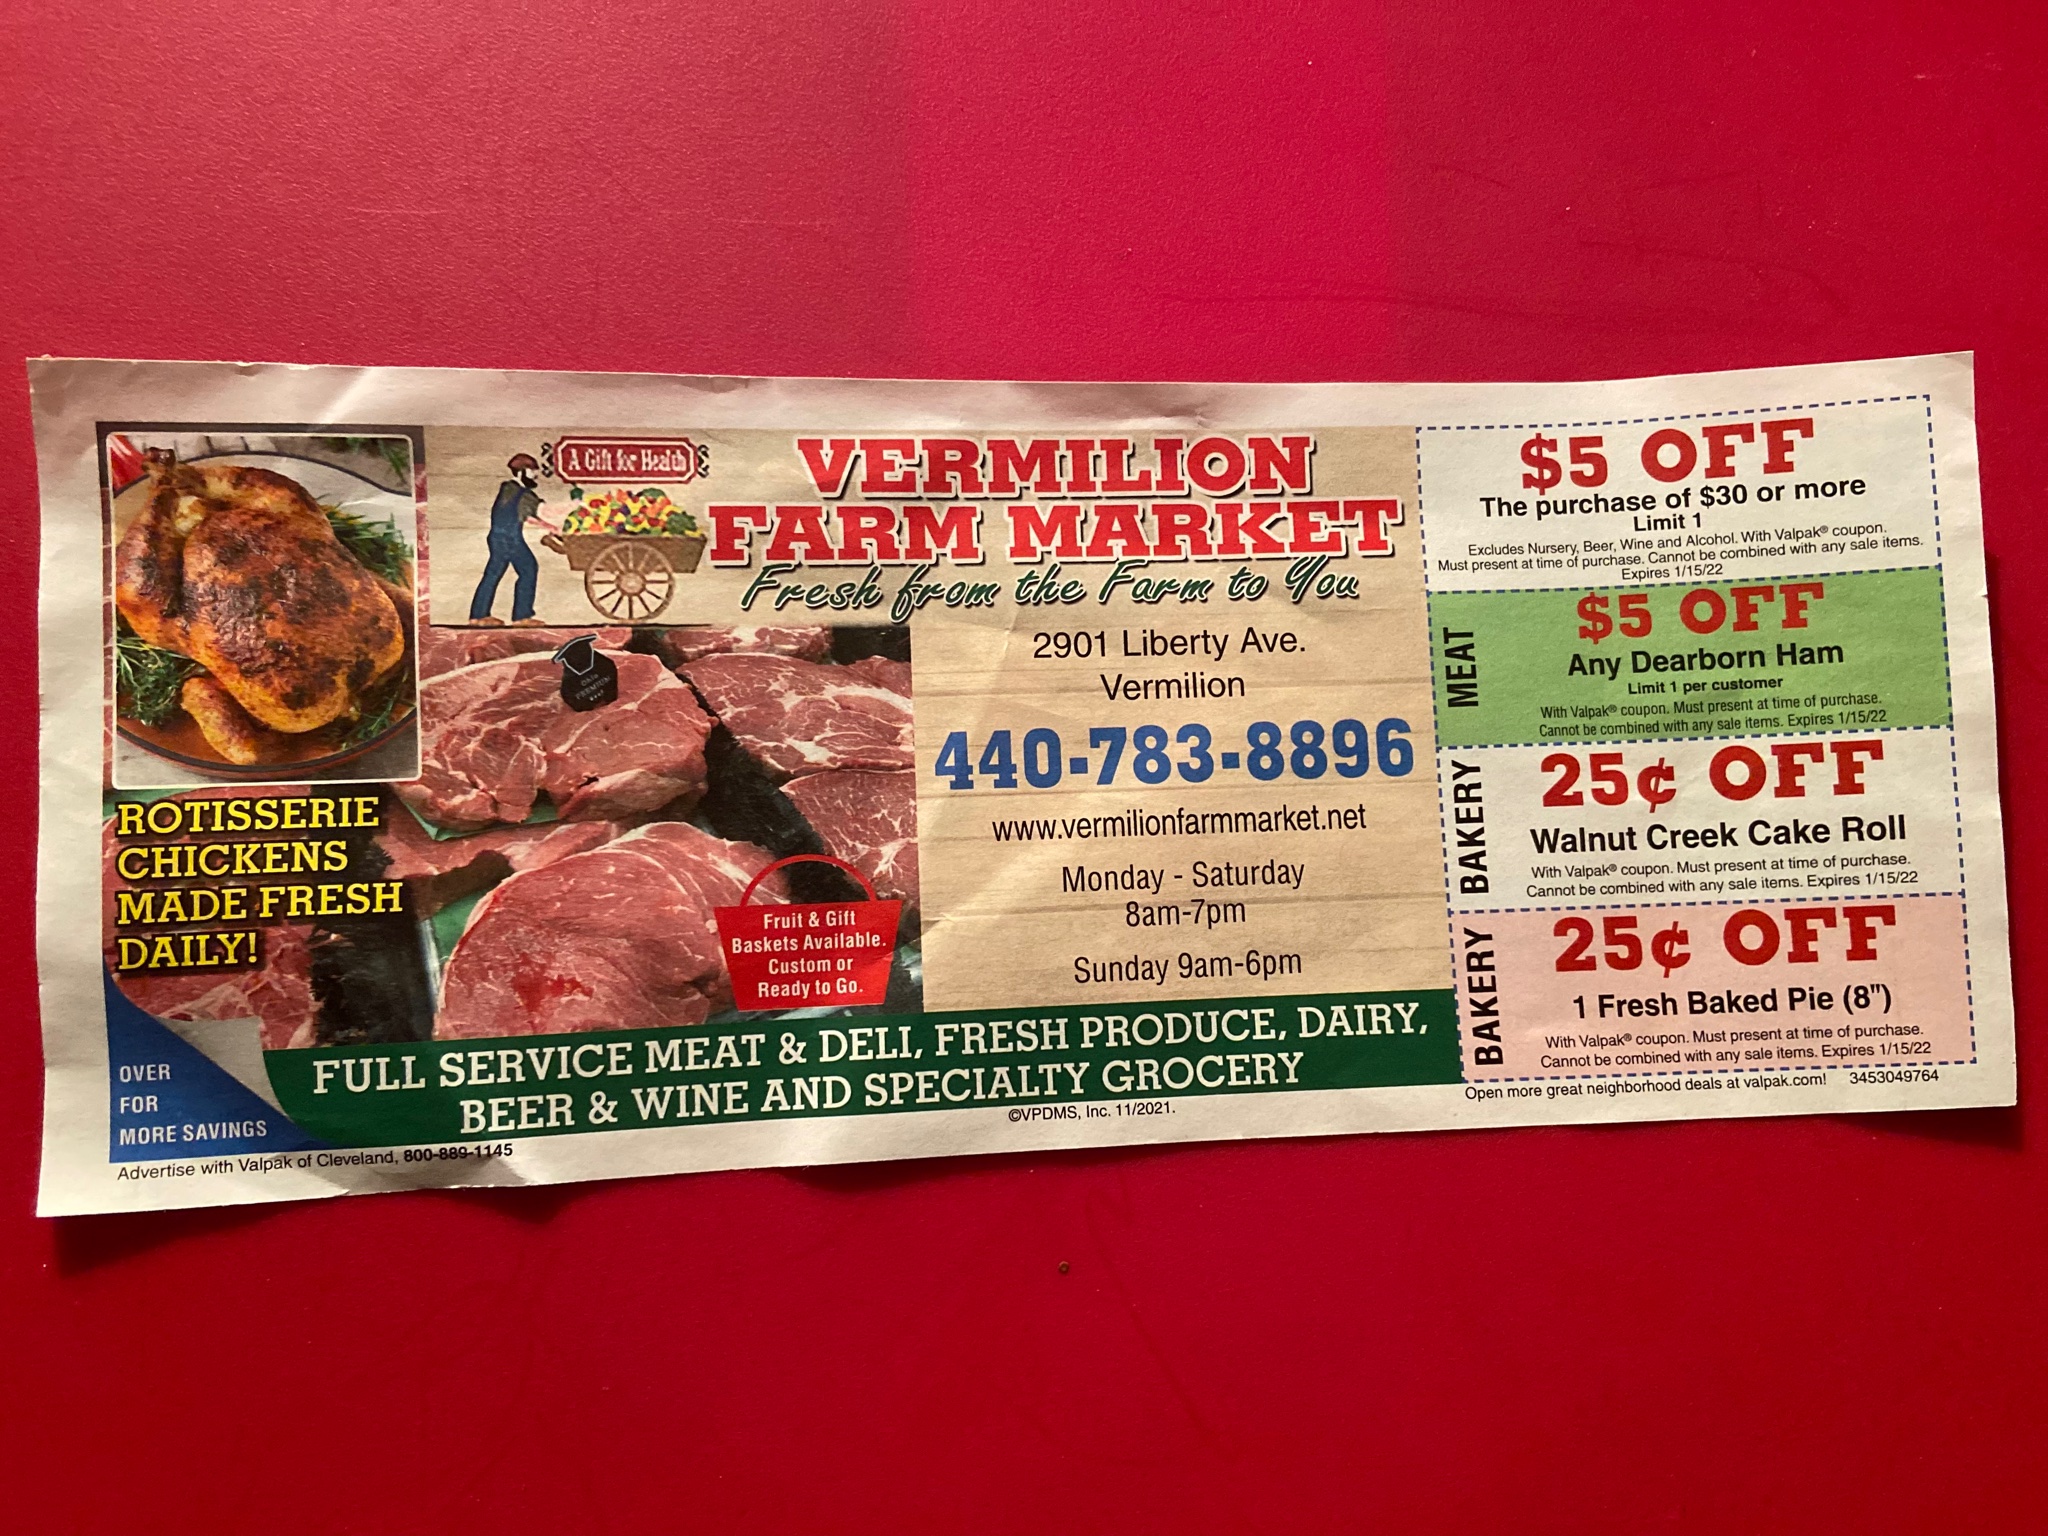 A Gift for Health
VERMILION
FARM MARKET
Fresh from the Farm to You
2901 Liberty Ave.
Vermilion
440-783-8896
www.vermilionfarmmarket.net
Monday - Saturday
8am-7pm
Sunday 9am-6pm
Ohio
PREMIUM
Beef
ROTISSERIE
CHICKENS
MADE FRESH
DAILY!
Fruit & Gift
Baskets Available.
Custom or
Ready to Go.
OVER
FOR
MORE SAVINGS
FULL SERVICE MEAT & DELI, FRESH PRODUCE, DAIRY,
BEER & WINE AND SPECIALTY GROCERY
Advertise with Valpak of Cleveland, 800-889-1145
©VPDMS, Inc. 11/2021.
$5 OFF
The purchase of $30 or more
Limit 1
Excludes Nursery, Beer, Wine and Alcohol. With Valpak® coupon.
Must present at time of purchase. Cannot be combined with any sale items.
Expires 1/15/22
MEAT
$5 OFF
Any Dearborn Ham
Limit 1 per customer
With Valpak® coupon. Must present at time of purchase.
Cannot be combined with any sale items. Expires 1/15/22
BAKERY
25¢ OFF
Walnut Creek Cake Roll
With Valpak® coupon. Must present at time of purchase.
Cannot be combined with any sale items. Expires 1/15/22
BAKERY
25¢ OFF
1 Fresh Baked Pie (8")
With Valpak® coupon. Must present at time of purchase.
Cannot be combined with any sale items. Expires 1/15/22
Open more great neighborhood deals at valpak.com! 3453049764